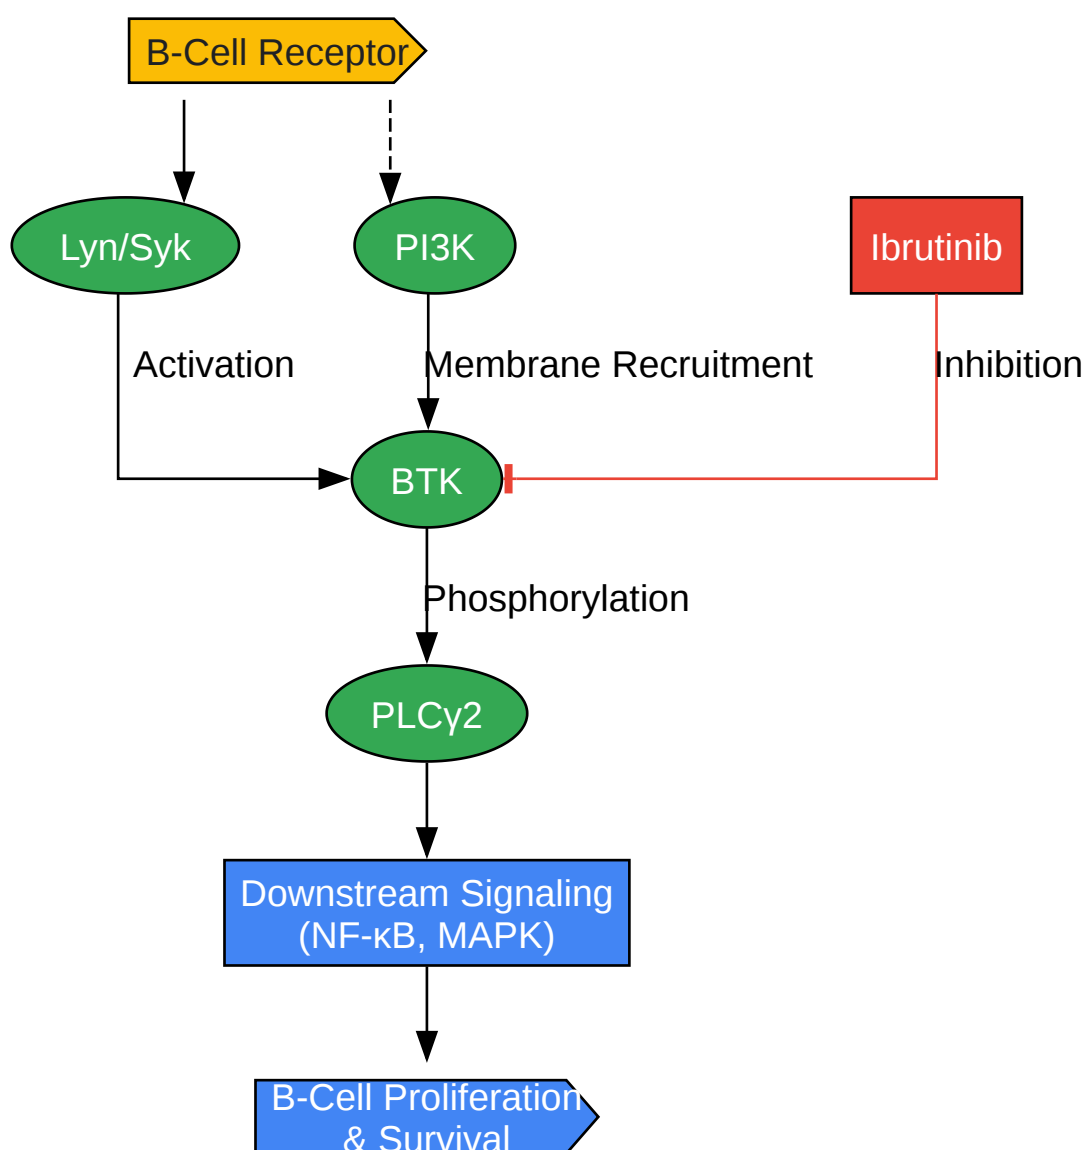 B-Cell Receptor
Lyn/Syk
PI3K
Ibrutinib
Activation
Membrane Recruitment
Inhibition
BTK
Phosphorylation
PLCγ2
Downstream Signaling
(NF-κB, MAPK)
B-Cell Proliferation
& Survival